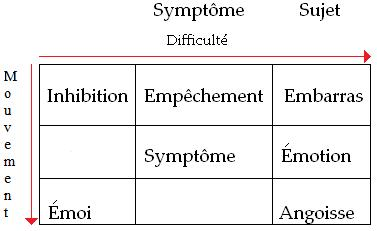 Symptôme Sujet
Difficulté
Mouvement
Inhibition Empêchement Embarras
Symptôme Émotion
Émoi Angoisse